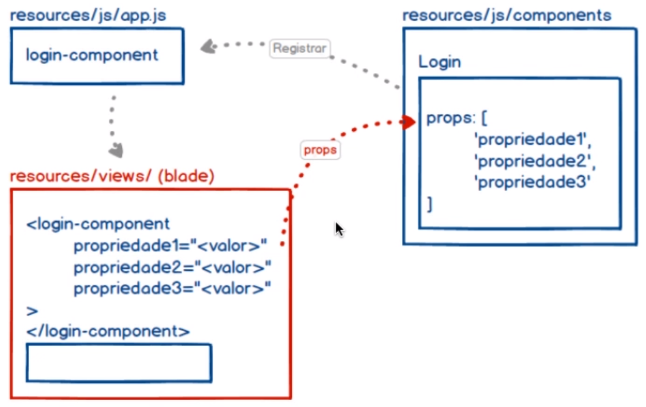 resources/js/app.js
login-component
Registrar
resources/js/components
Login
props: [
'propriedade1',
'propriedade2',
'propriedade3'
]
props
resources/views/ (blade)
<login-component
propriedade1="<valor>"
propriedade2="<valor>"
propriedade3="<valor>"
>
</login-component>